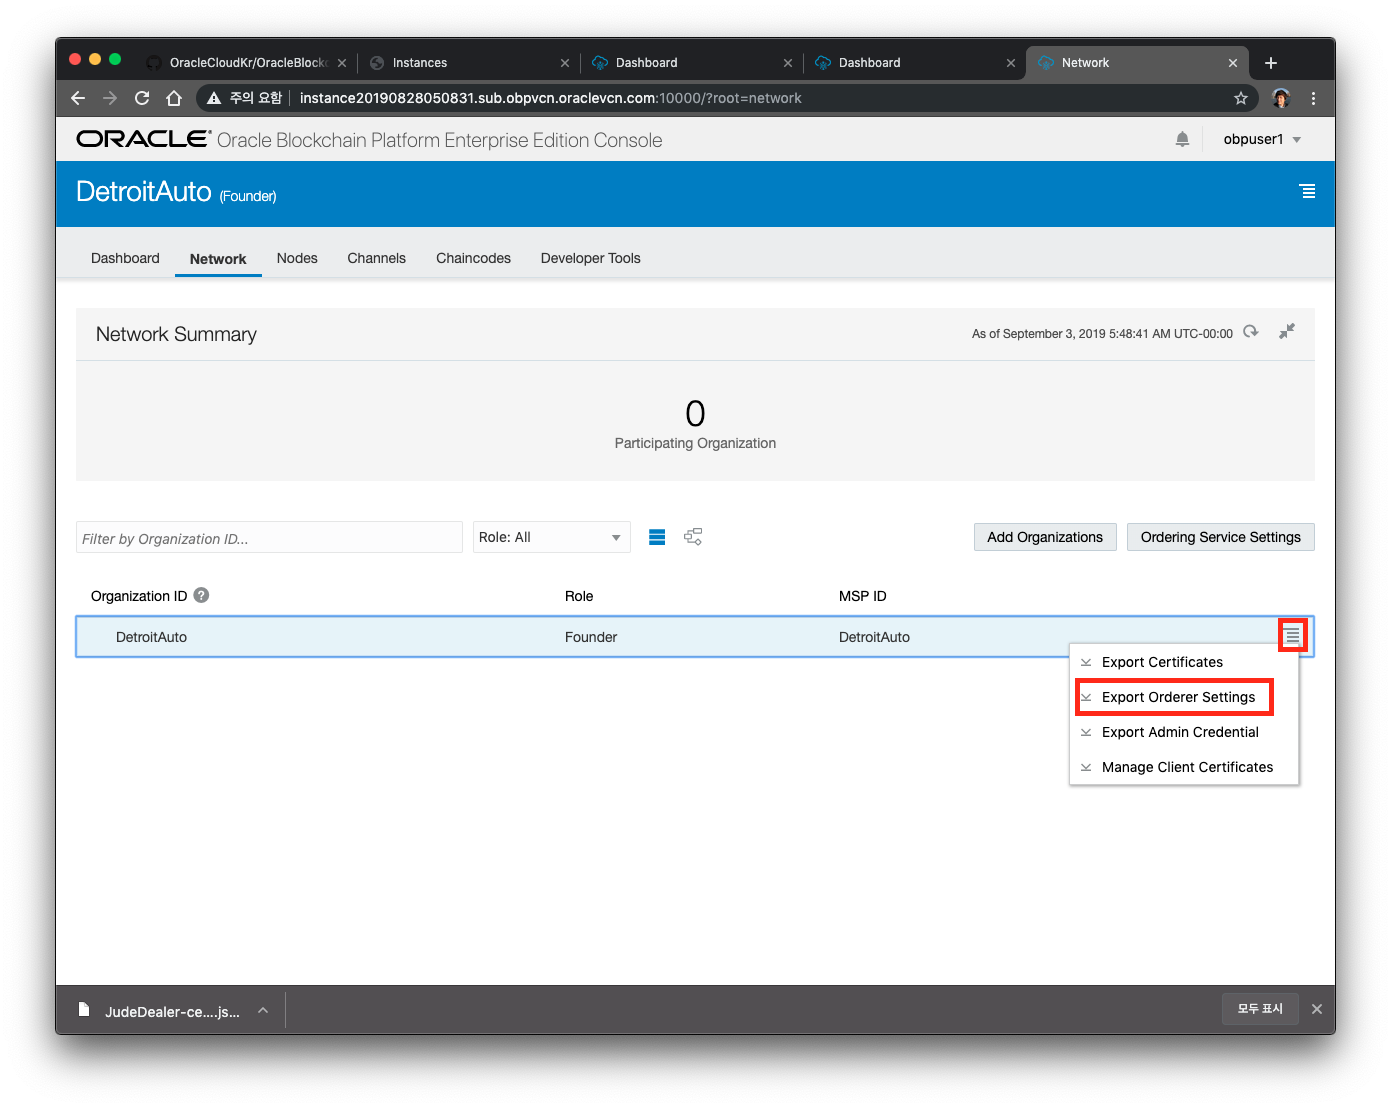 OracleCloudKr/OracleBlockc
Instances
Dashboard
Dashboard
Network
주의 요함
instance20190828050831.sub.obpvcn.oraclevcn.com:10000/?root=network
ORACLE® Oracle Blockchain Platform Enterprise Edition Console
obpuser1
DetroitAuto (Founder)
Dashboard
Network
Nodes
Channels
Chaincodes
Developer Tools
Network Summary
As of September 3, 2019 5:48:41 AM UTC-00:00
0
Participating Organization
Filter by Organization ID...
Role: All
Add Organizations
Ordering Service Settings
Organization ID ?
Role
MSP ID
DetroitAuto
Founder
DetroitAuto
Export Certificates
Export Orderer Settings
Export Admin Credential
Manage Client Certificates
JudeDealer-ce....js...
모두 표시